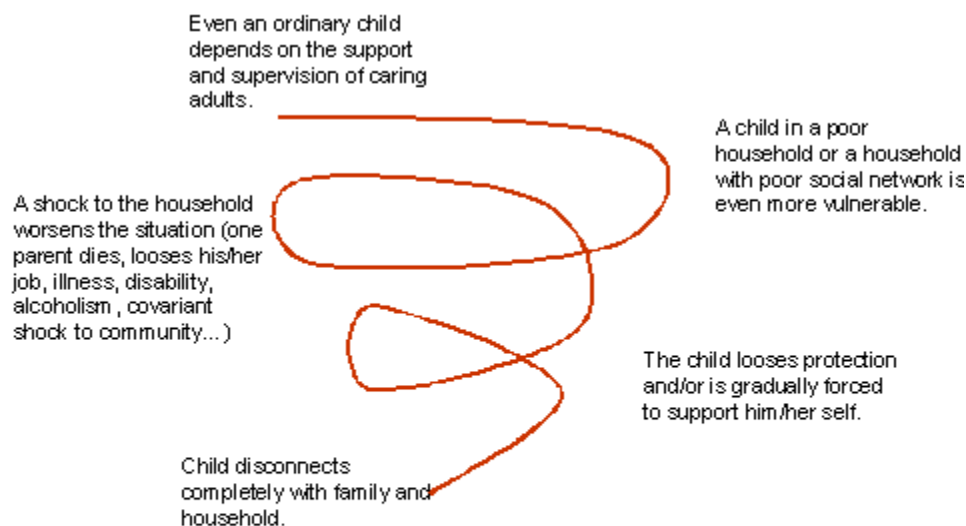 Even an ordinary child
depends on the support
and supervision of caring
adults.
A child in a poor
household or a household
with poor social network is
even more vulnerable.
A shock to the household
worsens the situation (one
parent dies, looses his/her
job, illness, disability,
alcoholism, covariant
shock to community...)
The child looses protection
and/or is gradually forced
to support him/her self.
Child disconnects
completely with family and
household.